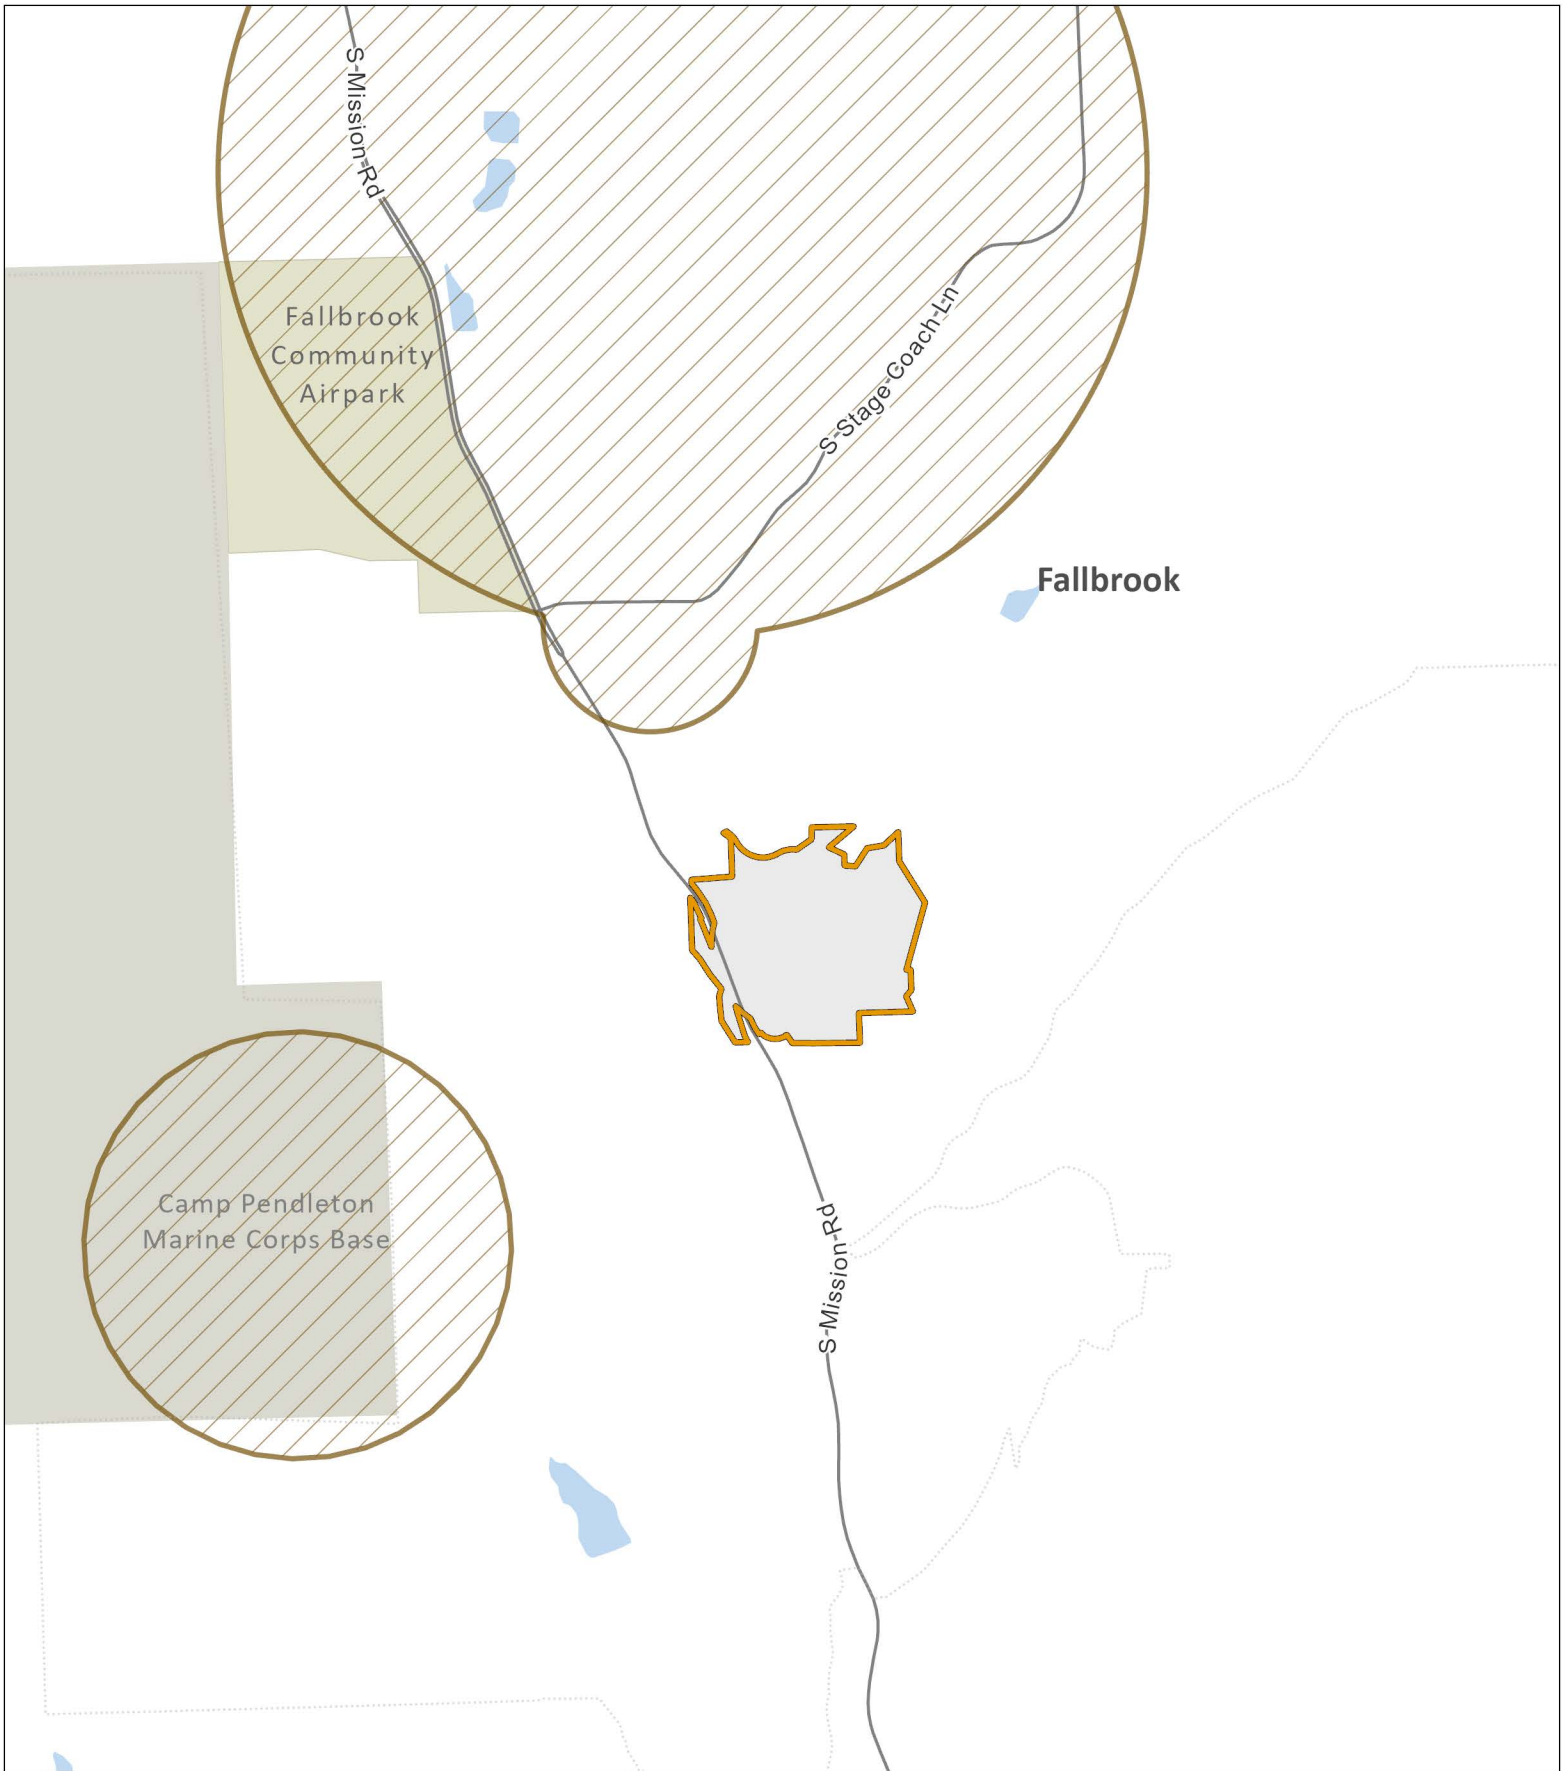 S-Mission-Rd
Fallbrook
Community
Airpark
S-Stage-Coach-Ln
Fallbrook
Camp Pendleton
Marine Corps Base
S-Mission-Rd